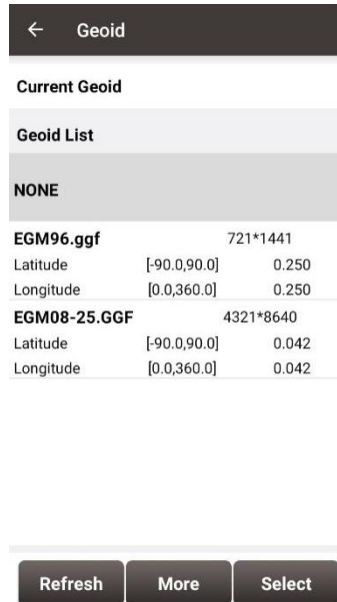 Geoid
Current Geoid
Geoid List
NONE
EGM96.ggf 721*1441
Latitude [-90.0,90.0] 0.250
Longitude [0.0,360.0] 0.250
EGM08-25.GGF 4321*8640
Latitude [-90.0,90.0] 0.042
Longitude [0.0,360.0] 0.042
Refresh More Select